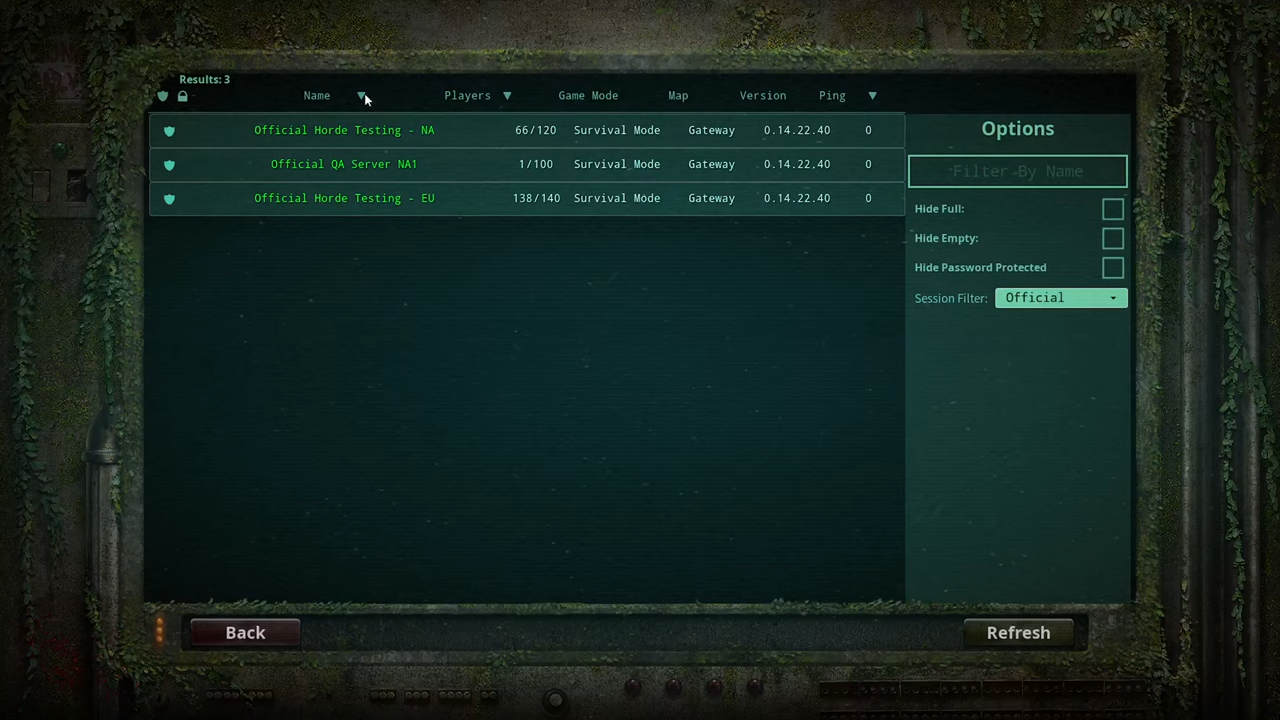 Results: 3
Name Players Game Mode Map Version Ping
Official Horde Testing - NA 66/120 Survival Mode Gateway 0.14.22.40 0
Official QA Server NA1 1/100 Survival Mode Gateway 0.14.22.40 0
Official Horde Testing - EU 138/140 Survival Mode Gateway 0.14.22.40 0
Options
Filter By Name
Hide Full:
Hide Empty:
Hide Password Protected
Session Filter: Official
Back
Refresh